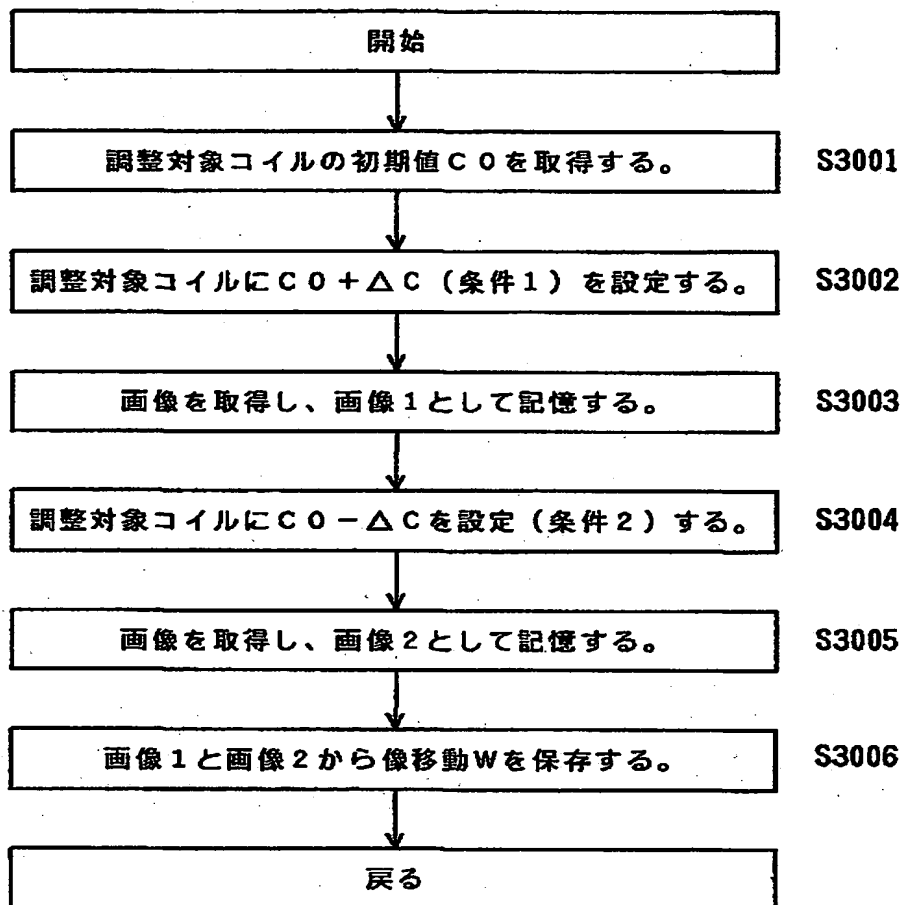 開始
調整対象コイルの初期値C0を取得する。 S3001
調整対象コイルにC0+△C(条件1)を設定する。 S3002
画像を取得し、画像1として記憶する。 S3003
調整対象コイルにC0-△Cを設定(条件2)する。 S3004
画像を取得し、画像2として記憶する。 S3005
画像1と画像2から像移動Wを保存する。 S3006
戻る